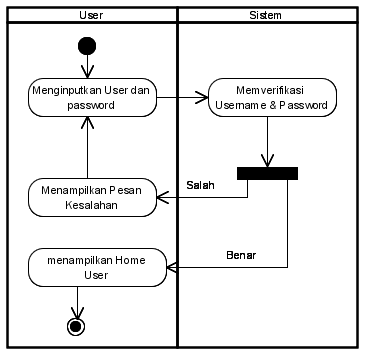 User
Sistem
Menginputkan User dan
password
Memverifikasi
Username & Password
Menampilkan Pesan
Kesalahan
Salah
menampilkan Home
User
Benar